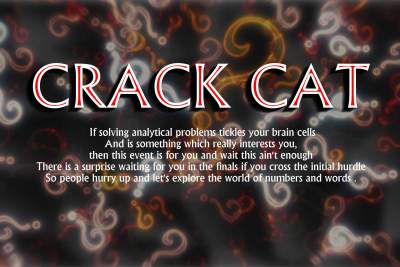 CRACK CAT
If solving analytical problems tickles your brain cells
And is something which really interests you,
then this event is for you and wait this ain't enough
There is a surprise waiting for you in the finals if you cross the initial hurdle
So people hurry up and let's explore the world of numbers and words .